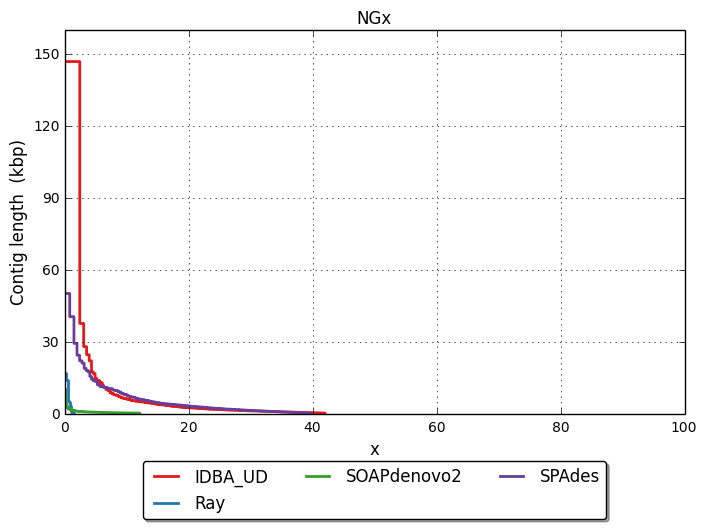 NGx
150
120
90
60
30
0
Contig length  (kbp)
0 20 40 60 80 100
x
IDBA_UD SOAPdenovo2 SPAdes
Ray